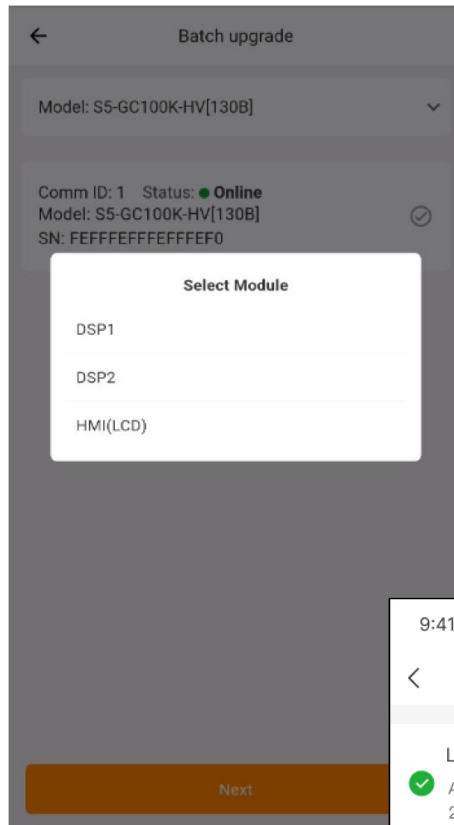 Batch upgrade
Model: S5-GC100K-HV[130B]
Comm ID: 1 Status: Online
Model: S5-GC100K-HV[130B]
SN: FEFFFEFFFEFFFEF0
Select Module
DSP1
DSP2
HMI(LCD)
Next
9:41